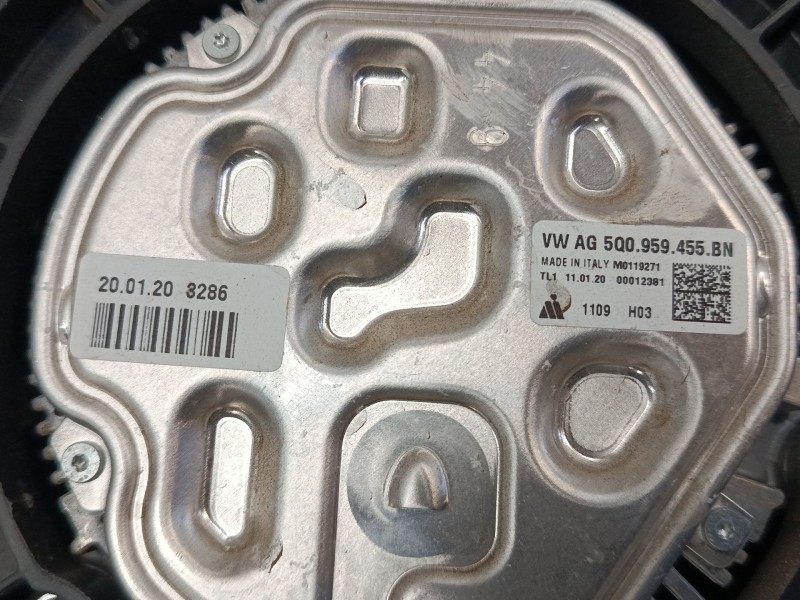 20.01.20 3286
VW AG 5Q0.959.455.BN
MADE IN ITALY M0119271
TL1 11.01.20 00012381
1109 H03